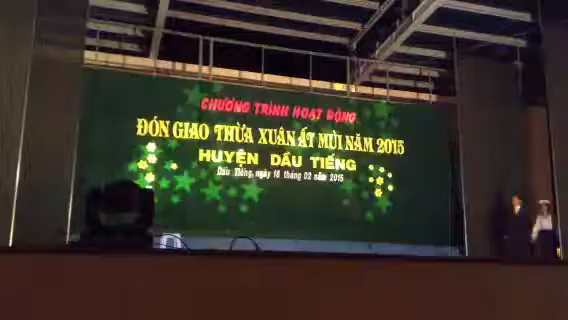 CHƯƠNG TRÌNH HOẠT ĐỘNG
ĐÓN GIAO THỪA XUÂN ẤT MÙI NĂM 2015
HUYỆN DẦU TIẾNG
Dầu Tiếng, ngày 18 tháng 02 năm 2015